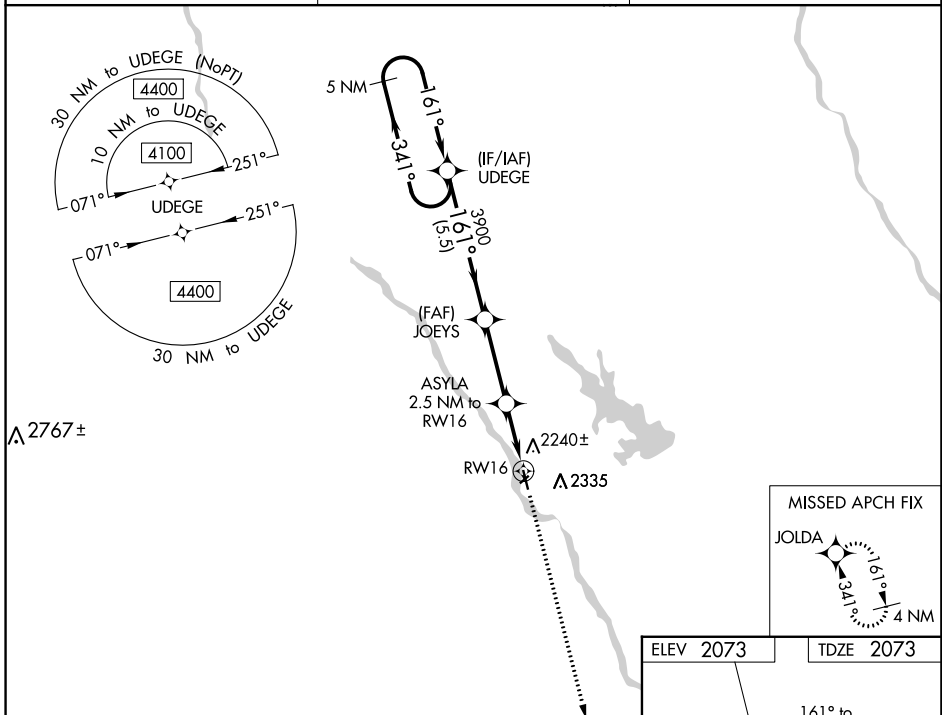 30 NM to UDEGE (NoPT)
4400
10 NM to UDEGE
4100
071°
251°
UDEGE
071°
251°
4400
30 NM to UDEGE
5 NM
161°
341°
(IF/IAF)
UDEGE
3900
161°
(5.5)
(FAF)
JOEYS
ASYLA
2.5 NM to
RW16
2767±
2240±
RW16
2335
MISSED APCH FIX
JOLDA
161°
341°
4 NM
ELEV 2073
TDZE 2073
161° to